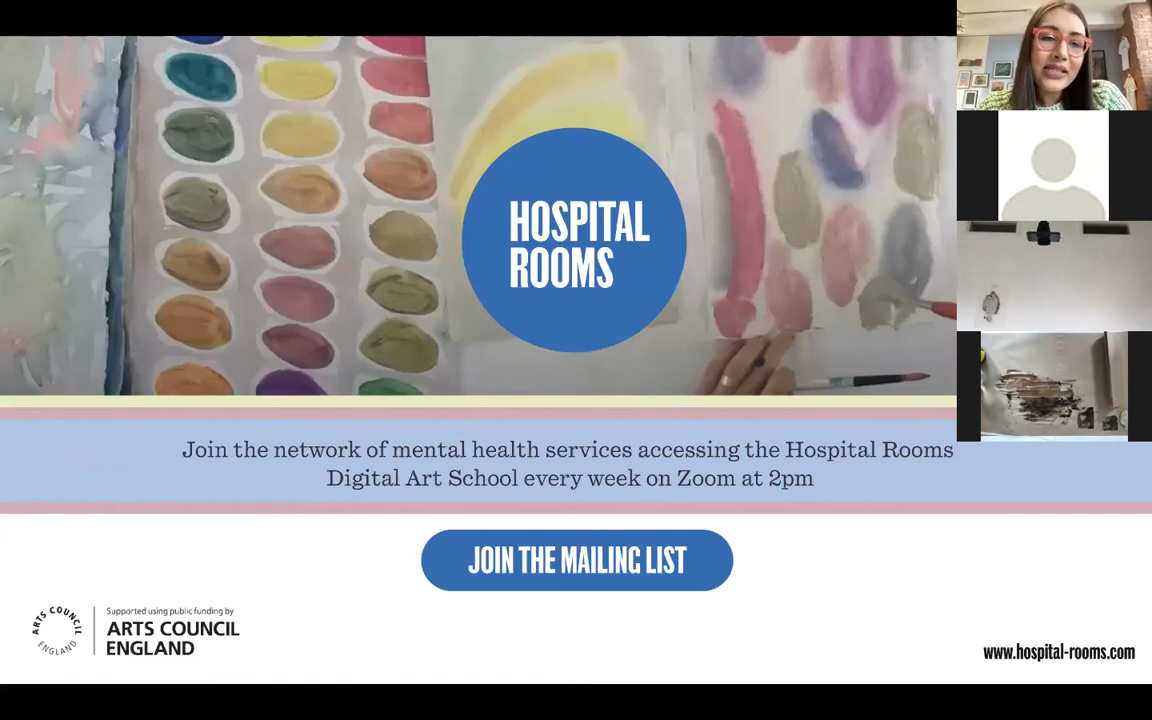 HOSPITAL
ROOMS
Join the network of mental health services accessing the Hospital Rooms
Digital Art School every week on Zoom at 2pm
JOIN THE MAILING LIST
ARTS COUNCIL
ENGLAND
Supported using public funding by
ARTS COUNCIL
ENGLAND
www.hospital-rooms.com